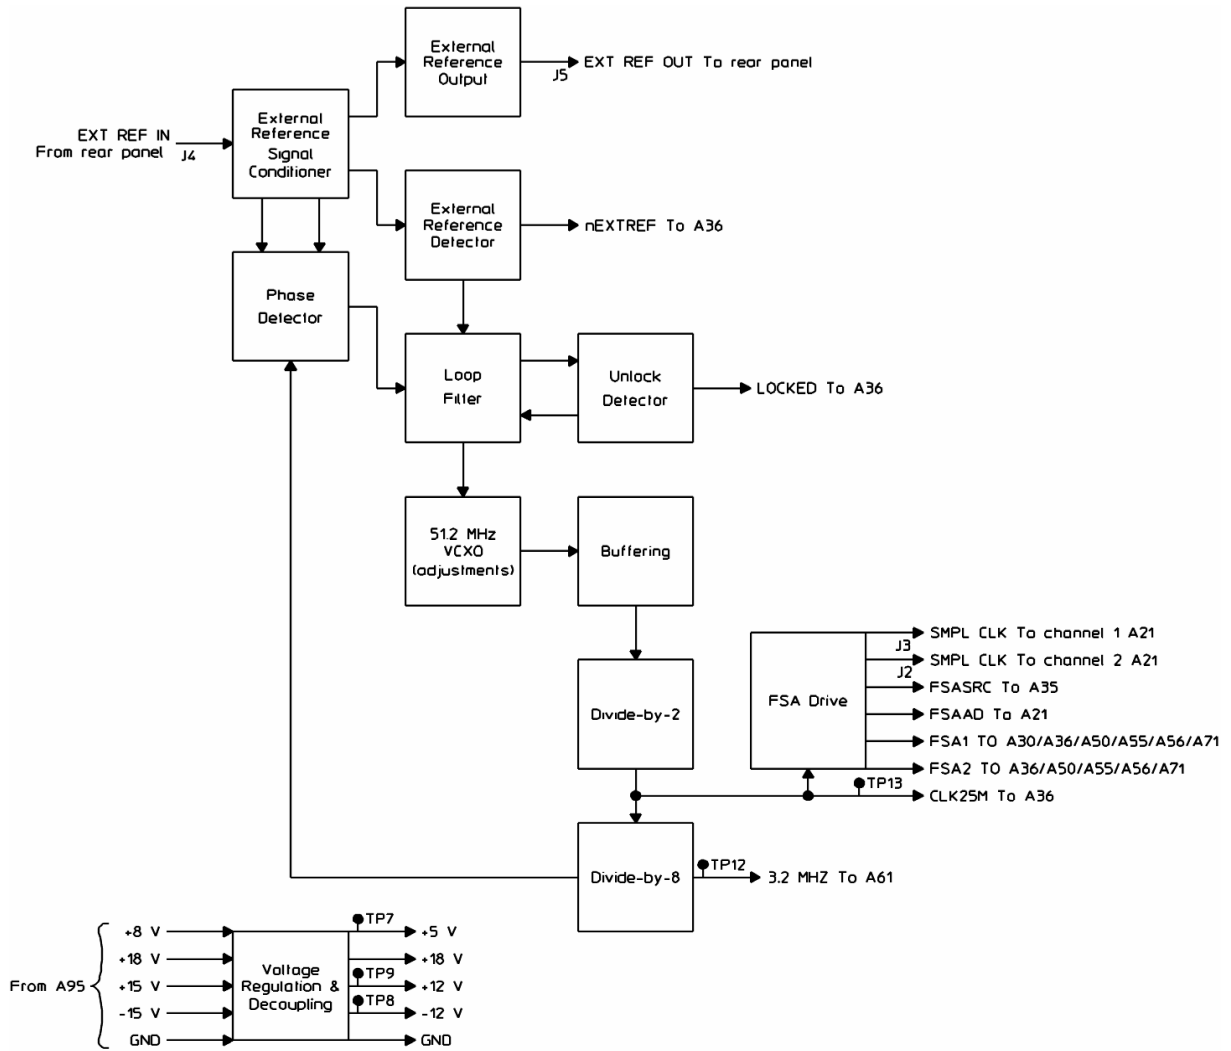 External
Reference
Output
J5
EXT REF OUT To rear panel
EXT REF IN
From rear panel
J4
External
Reference
Signal
Conditioner
External
Reference
Detector
nEXTREF To A36
Phase
Detector
Loop
Filter
Unlock
Detector
LOCKED To A36
51.2 MHz
VCXO
(adjustments)
Buffering
Divide-by-2
FSA Drive
SMPL CLK To channel 1 A21
J3
SMPL CLK To channel 2 A21
J2
FSASRC To A35
FSAAD To A21
FSA1 TO A30/A36/A50/A55/A56/A71
FSA2 TO A36/A50/A55/A56/A71
TP13
CLK25M To A36
Divide-by-8
TP12
3.2 MHZ To A61
From A95
+8 V
+18 V
+15 V
-15 V
GND
Voltage
Regulation &
Decoupling
TP7
+5 V
+18 V
TP9
+12 V
TP8
-12 V
GND